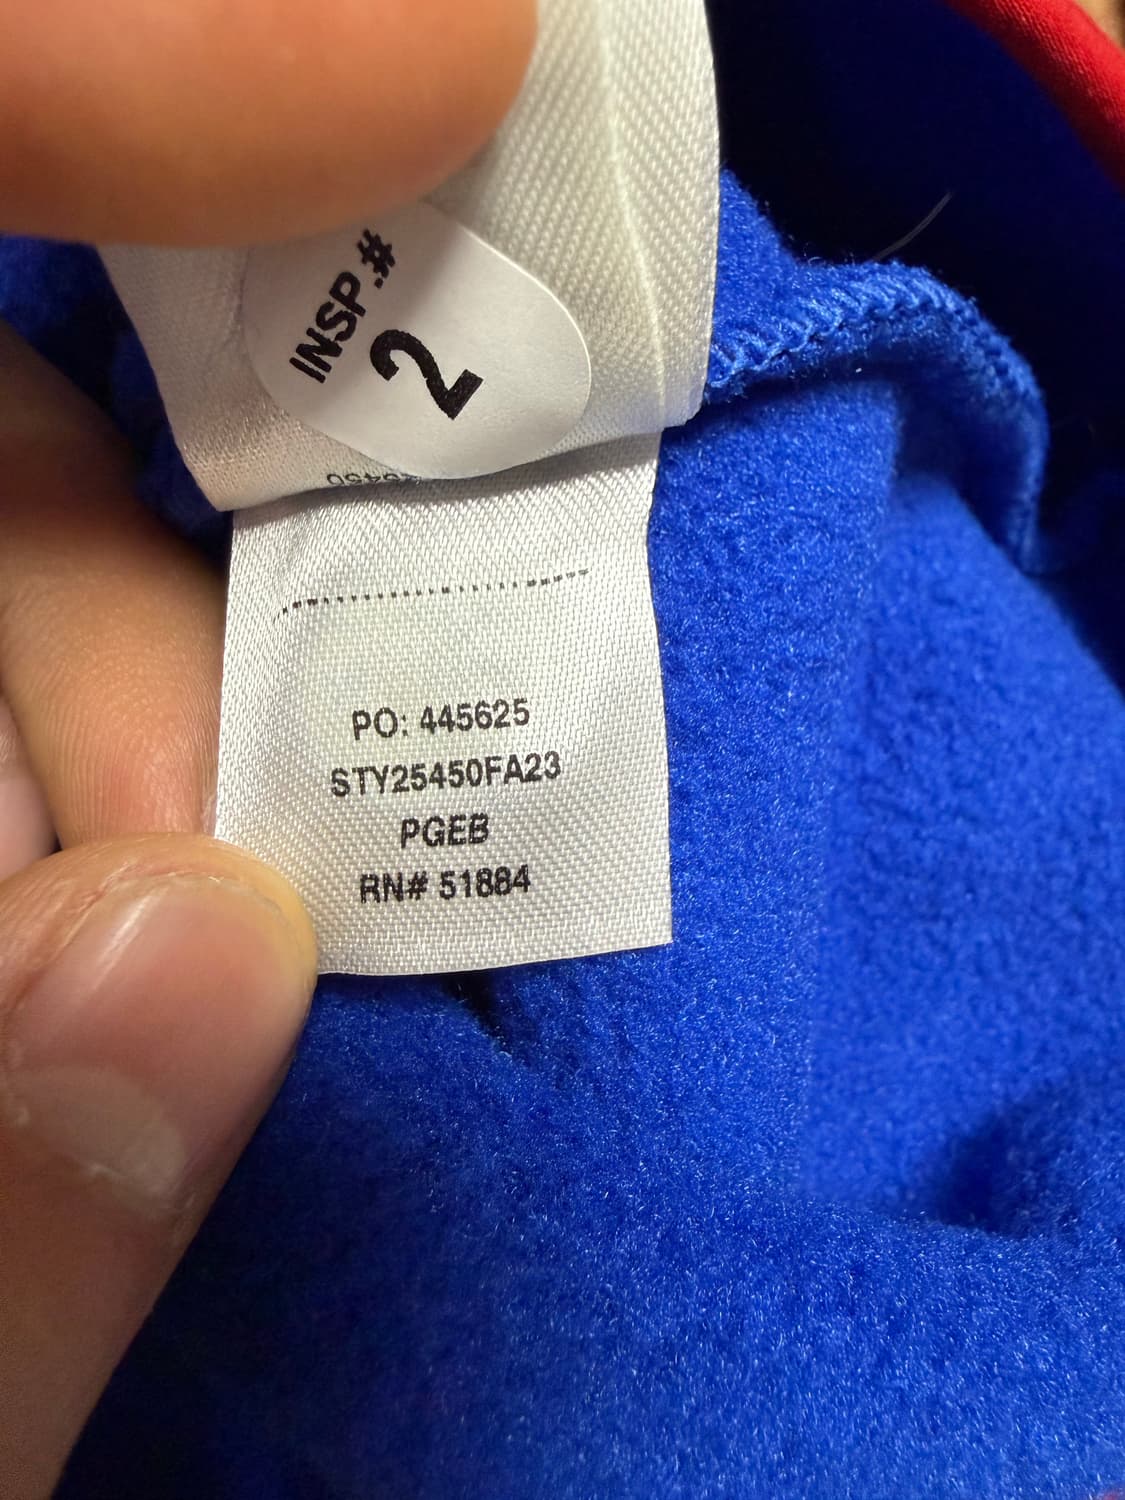 INSP.#
2
PO: 445625
STY25450FA23
PGEB
RN# 51884